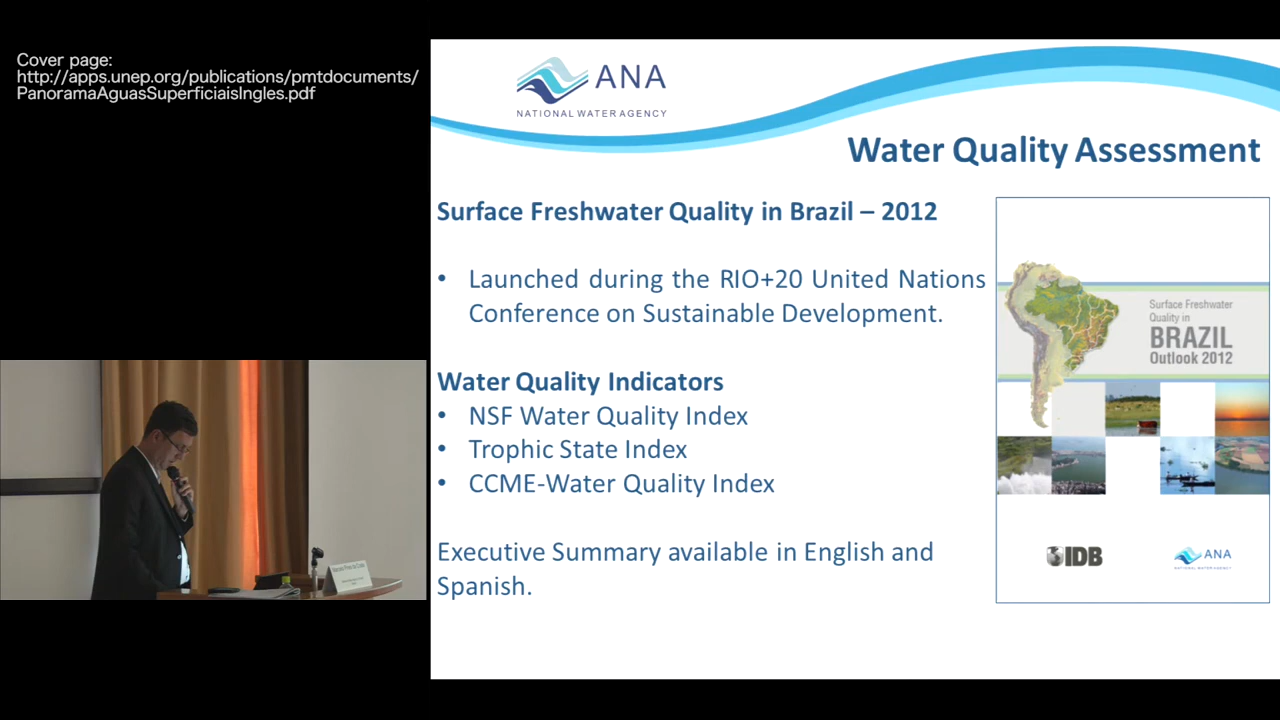 Cover page:
http://apps.unep.org/publications/pmtdocuments/
PanoramaAguasSuperficiaisIngles.pdf
ANA
NATIONAL WATER AGENCY
Water Quality Assessment
Surface Freshwater Quality in Brazil – 2012
• Launched during the RIO+20 United Nations
Conference on Sustainable Development.
Water Quality Indicators
• NSF Water Quality Index
• Trophic State Index
• CCME-Water Quality Index
Executive Summary available in English and
Spanish.
Surface Freshwater
Quality in
BRAZIL
Outlook 2012
IDB
ANA
NATIONAL WATER AGENCY